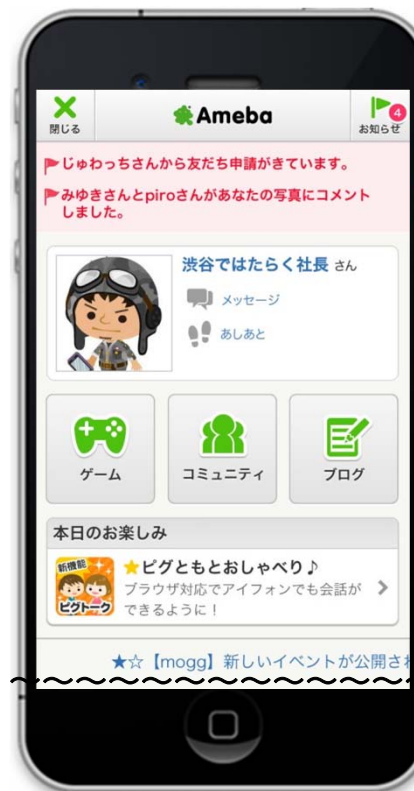 閉じる
Ameba
4
お知らせ
じゅわっちさんから友だち申請がきています。
みゆきさんとpiroさんがあなたの写真にコメント
しました。
渋谷ではたらく社長 さん
メッセージ
あしあと
ゲーム
コミュニティ
ブログ
本日のお楽しみ
新機能
ピグトーク
★ピグともとおしゃべり♪
ブラウザ対応でアイフォンでも会話が
できるように!
★☆【mogg】新しいイベントが公開さ